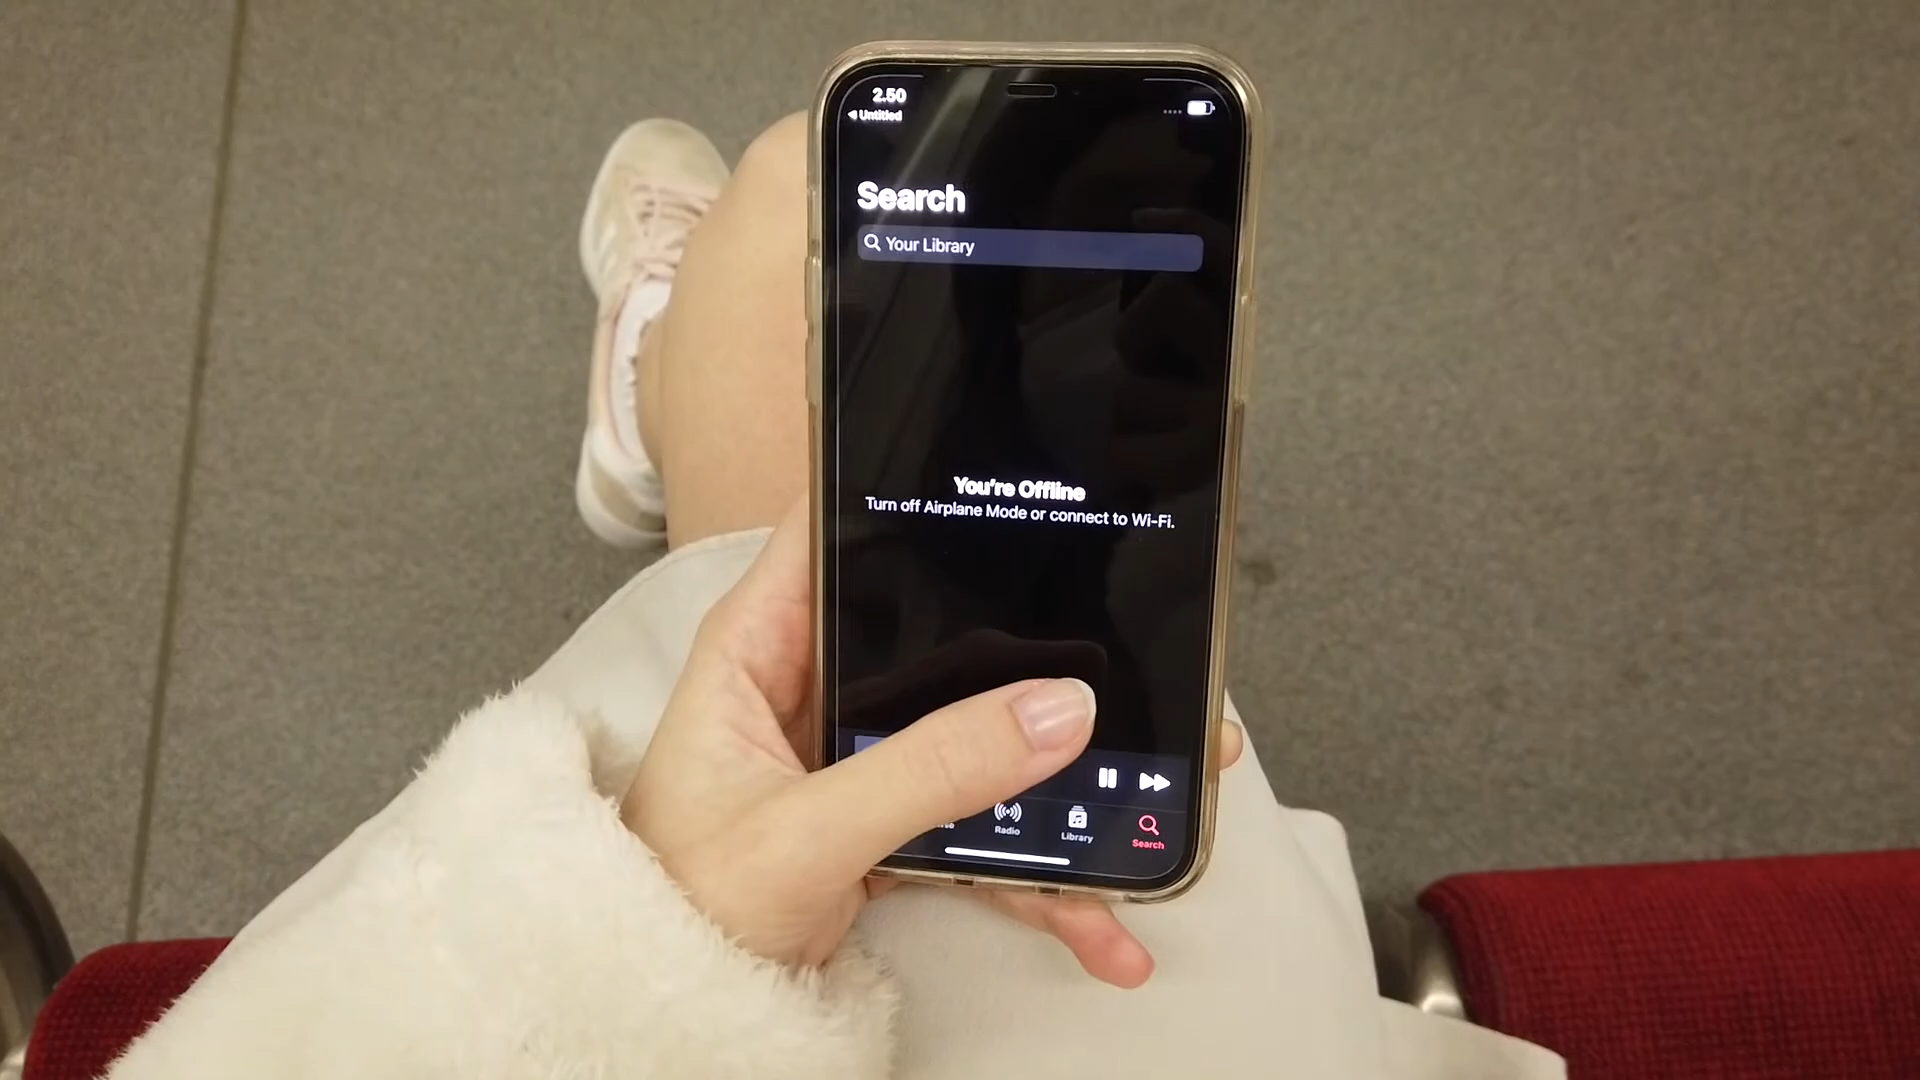 2.50
◀ Untitled
Search
Your Library
You're Offline
Turn off Airplane Mode or connect to Wi-Fi.
Radio
Library
Search